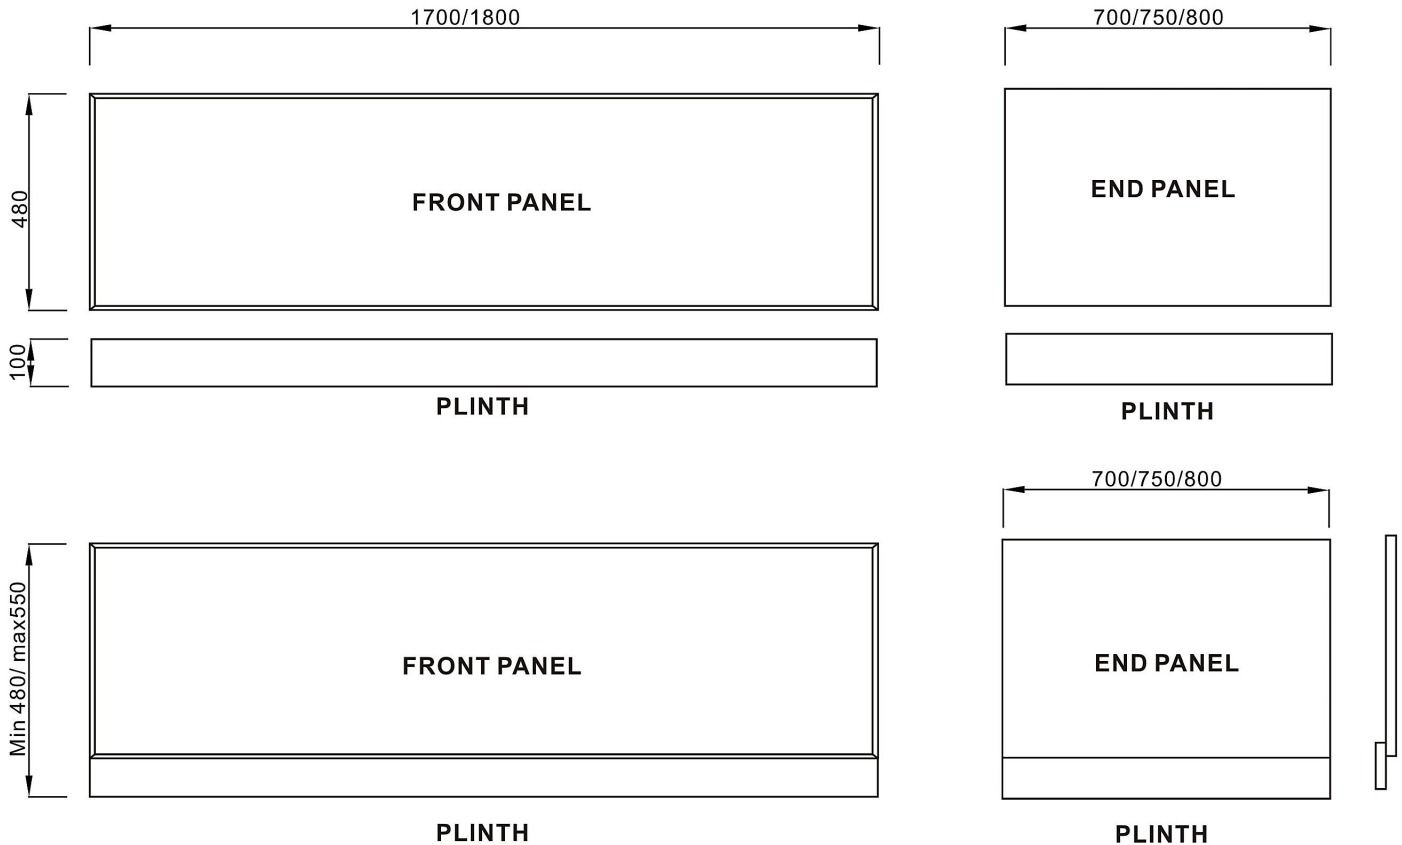 1700/1800
700/750/800
480
FRONT PANEL
END PANEL
100
PLINTH
PLINTH
700/750/800
Min 480/ max550
FRONT PANEL
END PANEL
PLINTH
PLINTH